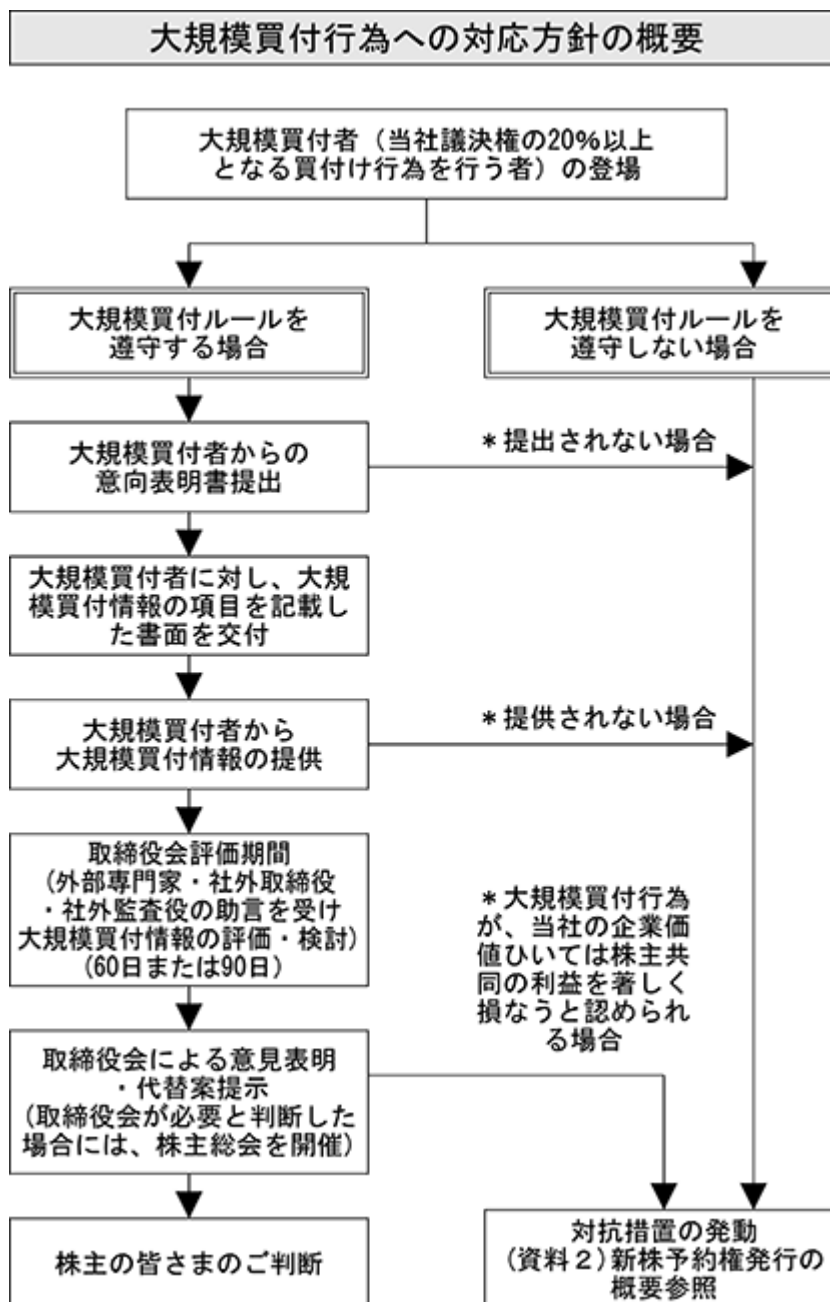 大規模買付行為への対応方針の概要
大規模買付者(当社議決権の20%以上
となる買付け行為を行う者)の登場
大規模買付ルールを
遵守する場合
大規模買付ルールを
遵守しない場合
大規模買付者からの
意向表明書提出
*提出されない場合
大規模買付者に対し、大規
模買付情報の項目を記載し
た書面を交付
大規模買付者から
大規模買付情報の提供
*提供されない場合
取締役会評価期間
(外部専門家・社外取締役
・社外監査役の助言を受け
大規模買付情報の評価・検討)
(60日または90日)
*大規模買付行為
が、当社の企業価
値ひいては株主共
同の利益を著しく
損なうと認められ
る場合
取締役会による意見表明
・代替案提示
(取締役会が必要と判断した
場合には、株主総会を開催)
株主の皆さまのご判断
対抗措置の発動
(資料2)新株予約権発行の
概要参照